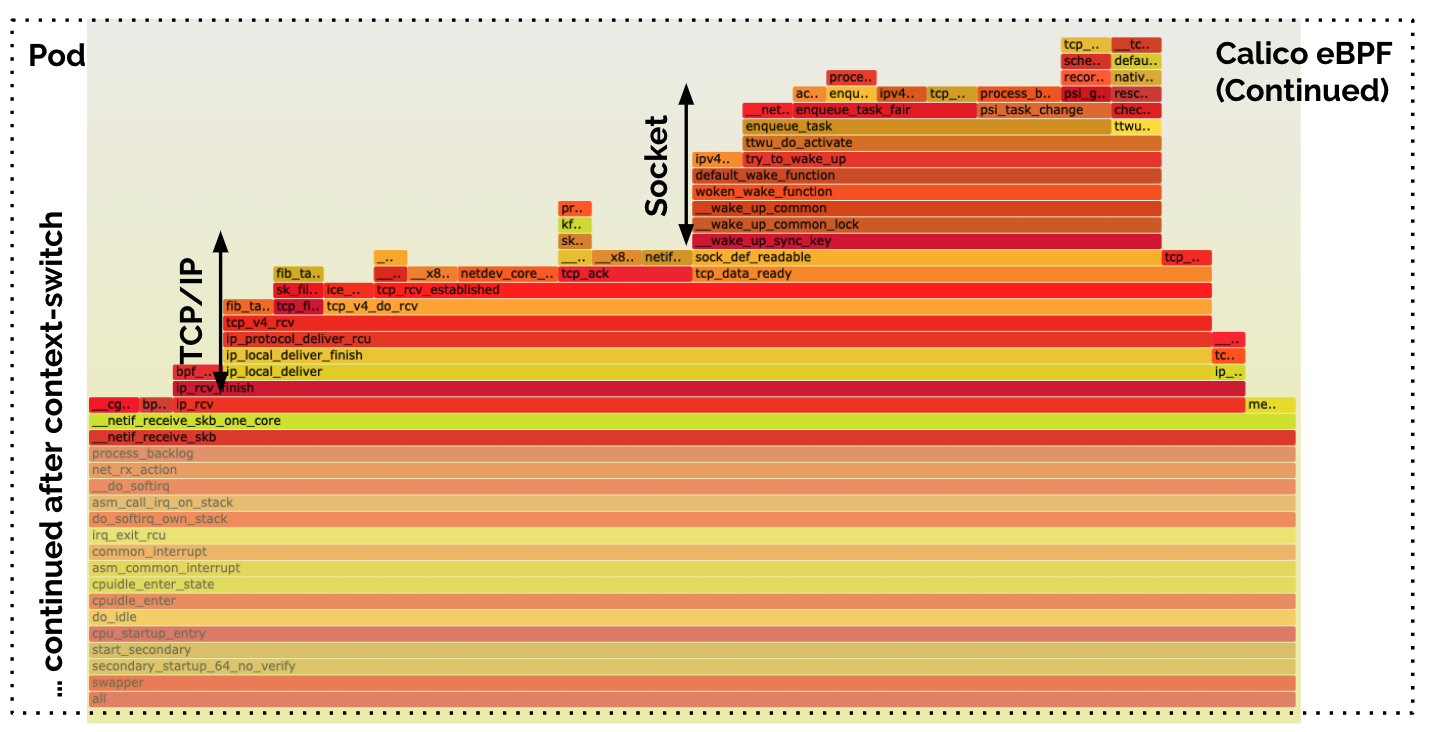 Pod
Calico eBPF
(Continued)
... continued after context-switch
TCP/IP
Socket
tcp_.. __tc..
sche.. defau..
proce.. recor.. nativ..
ac.. enqu.. ipv4.. tcp_.. process_b.. psi_g.. resc..
__net.. enqueue_task_fair psi_task_change chec..
enqueue_task ttwu..
ttwu_do_activate
ipv4.. try_to_wake_up
default_wake_function
woken_wake_function
pr.. __wake_up_common
kf.. __wake_up_common_lock
sk.. __wake_up_sync_key
_.. __.. __x8.. netif.. sock_def_readable tcp_..
fib_ta.. __.. __x8.. netdev_core_.. tcp_ack tcp_data_ready
sk_fil.. ice_.. tcp_rcv_established
fib_ta.. tcp_fi.. tcp_v4_do_rcv
tcp_v4_rcv
ip_protocol_deliver_rcu __..
ip_local_deliver_finish tc..
bpf_.. ip_local_deliver ip_..
ip_rcv_finish
__cg.. bp.. ip_rcv me..
__netif_receive_skb_one_core
__netif_receive_skb
process_backlog
net_rx_action
__do_softirq
asm_call_irq_on_stack
do_softirq_own_stack
irq_exit_rcu
common_interrupt
asm_common_interrupt
cpuidle_enter_state
cpuidle_enter
do_idle
cpu_startup_entry
start_secondary
secondary_startup_64_no_verify
swapper
all